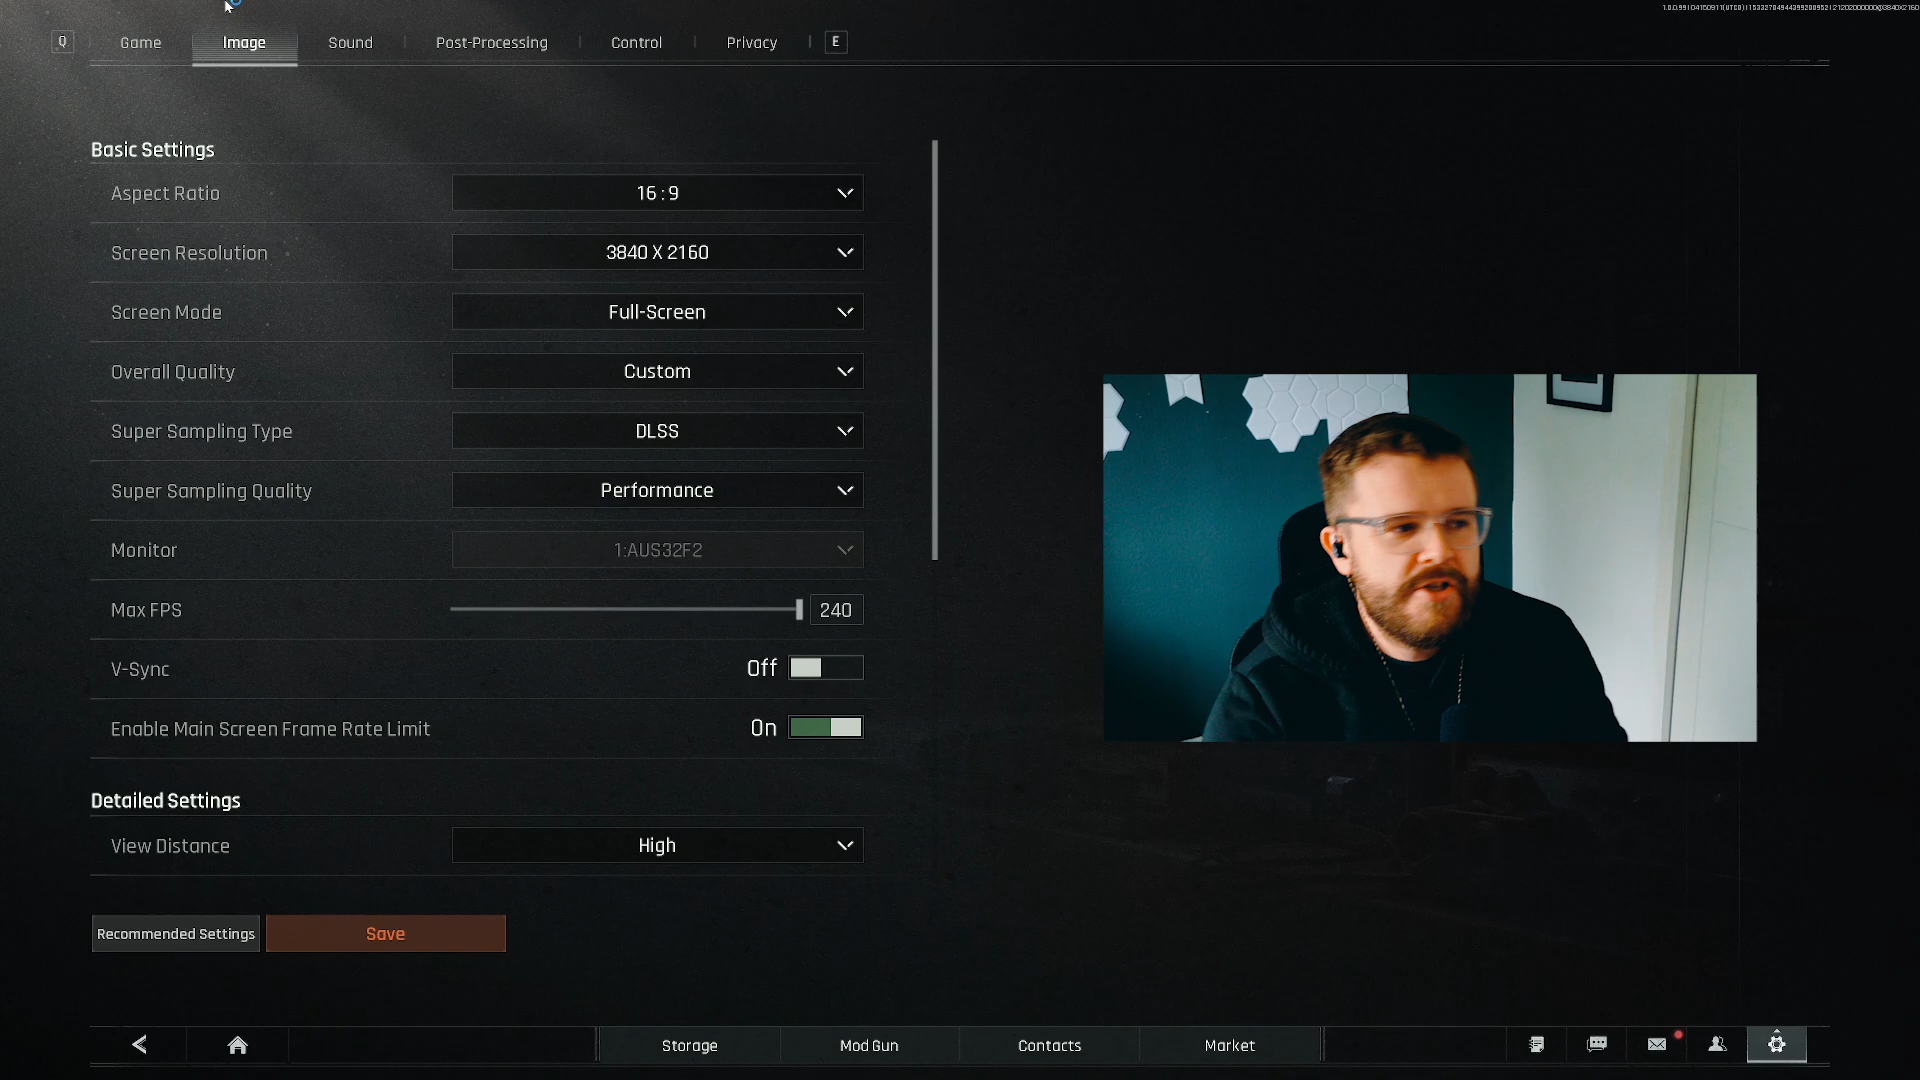 Q Game Image Sound Post-Processing Control Privacy E
Basic Settings
Aspect Ratio 16 : 9
Screen Resolution 3840 X 2160
Screen Mode Full-Screen
Overall Quality Custom
Super Sampling Type DLSS
Super Sampling Quality Performance
Monitor 1:AUS32F2
Max FPS 240
V-Sync Off
Enable Main Screen Frame Rate Limit On
Detailed Settings
View Distance High
Recommended Settings Save
Storage Mod Gun Contacts Market